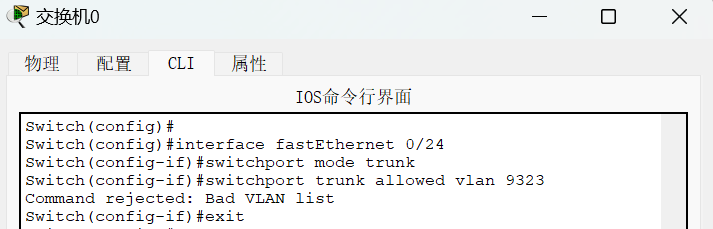 交换机0
物理 配置 CLI 属性
IOS命令行界面
Switch(config)#
Switch(config)#interface fastEthernet 0/24
Switch(config-if)#switchport mode trunk
Switch(config-if)#switchport trunk allowed vlan 9323
Command rejected: Bad VLAN list
Switch(config-if)#exit